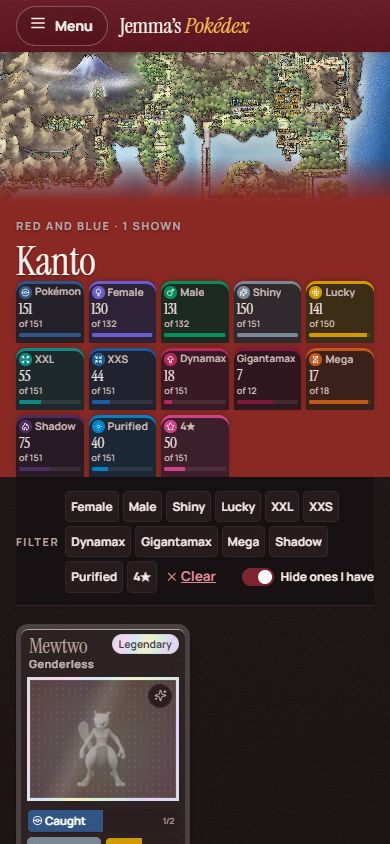 Menu
Jemma's Pokédex
RED AND BLUE · 1 SHOWN
Kanto
Pokémon
151
of 151
Female
130
of 132
Male
131
of 132
Shiny
150
of 151
Lucky
141
of 150
XXL
55
of 151
XXS
44
of 151
Dynamax
18
of 151
Gigantamax
7
of 12
Mega
17
of 18
Shadow
75
of 151
Purified
40
of 151
4★
50
of 151
FILTER
Female Male Shiny Lucky XXL XXS
Dynamax Gigantamax Mega Shadow
Purified 4★ × Clear Hide ones I have
Mewtwo
Legendary
Genderless
Caught 1/2